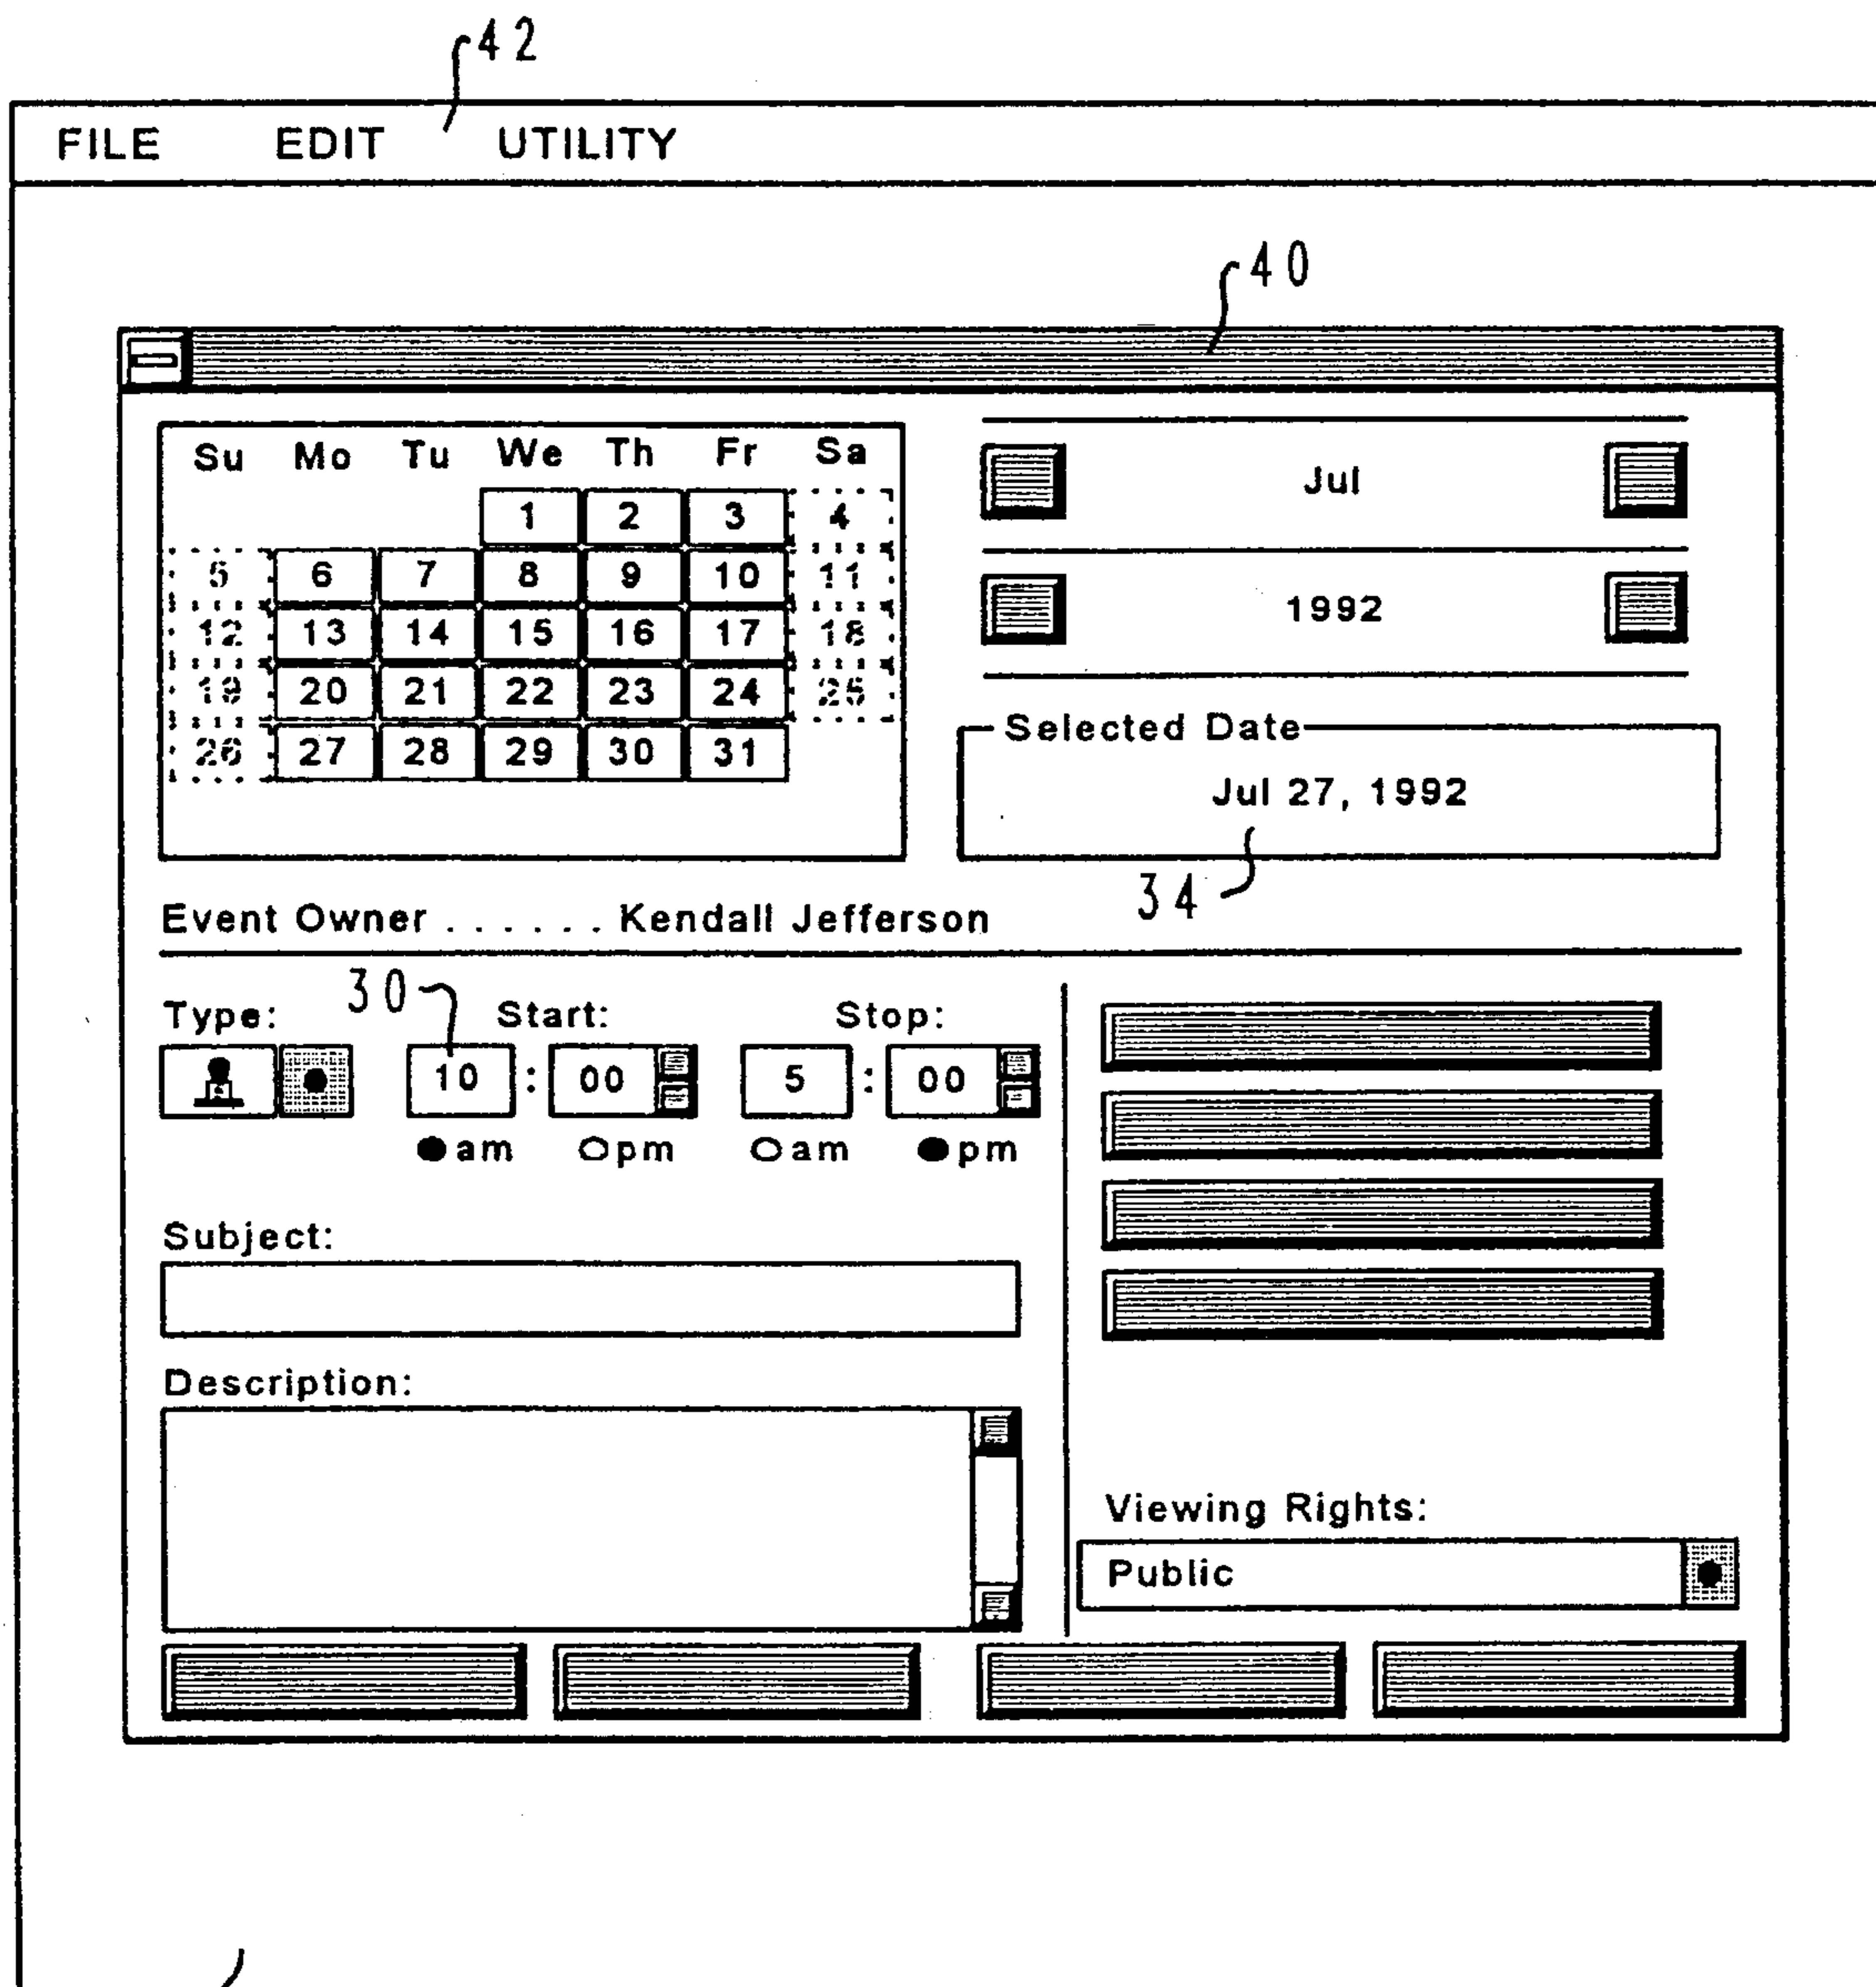 42
FILE EDIT UTILITY
40
Su Mo Tu We Th Fr Sa
1 2 3 4
5 6 7 8 9 10 11
12 13 14 15 16 17 18
19 20 21 22 23 24 25
26 27 28 29 30 31
Jul
1992
Selected Date
Jul 27, 1992
34
Event Owner . . . . . . Kendall Jefferson
30
Type: Start: Stop:
10 : 00 5 : 00
am pm am pm
Subject:
Description:
Viewing Rights:
Public